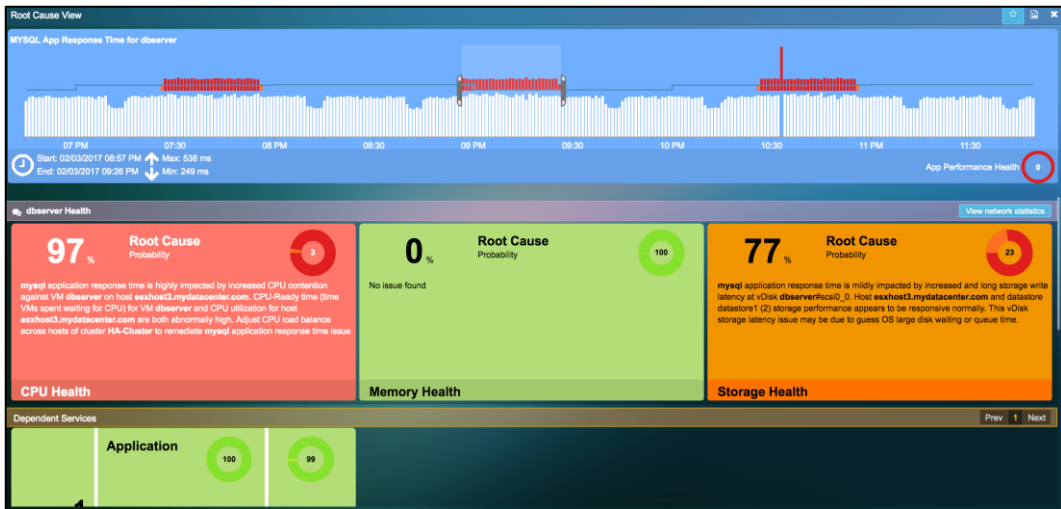 Root Cause View
MYSQL App Response Time for dbserver
07 PM 07:30 08 PM 08:30 09 PM 09:30 10 PM 10:30 11 PM 11:30
Start: 02/03/2017 08:57 PM Max: 538 ms
End: 02/03/2017 09:26 PM Min: 249 ms
App Performance Health 0
dbserver Health
View network statistics
97 %
Root Cause
Probability
3
mysql application response time is highly impacted by increased CPU contention
against VM dbserver on host esxhost3.mydatacenter.com. CPU-Ready time (time
VMs spent waiting for CPU) for VM dbserver and CPU utilization for host
esxhost3.mydatacenter.com are both abnormally high. Adjust CPU load balance
across hosts of cluster HA-Cluster to remediate mysql application response time issue
CPU Health
0 %
Root Cause
Probability
100
No issue found
Memory Health
77 %
Root Cause
Probability
23
mysql application response time is mildly impacted by increased and long storage write
latency at vDisk dbserver#scsi0_0. Host esxhost3.mydatacenter.com and datastore
datastore1 (2) storage performance appears to be responsive normally. This vDisk
storage latency issue may be due to guess OS large disk waiting or queue time.
Storage Health
Dependent Services
Prev 1 Next
Application
100
99